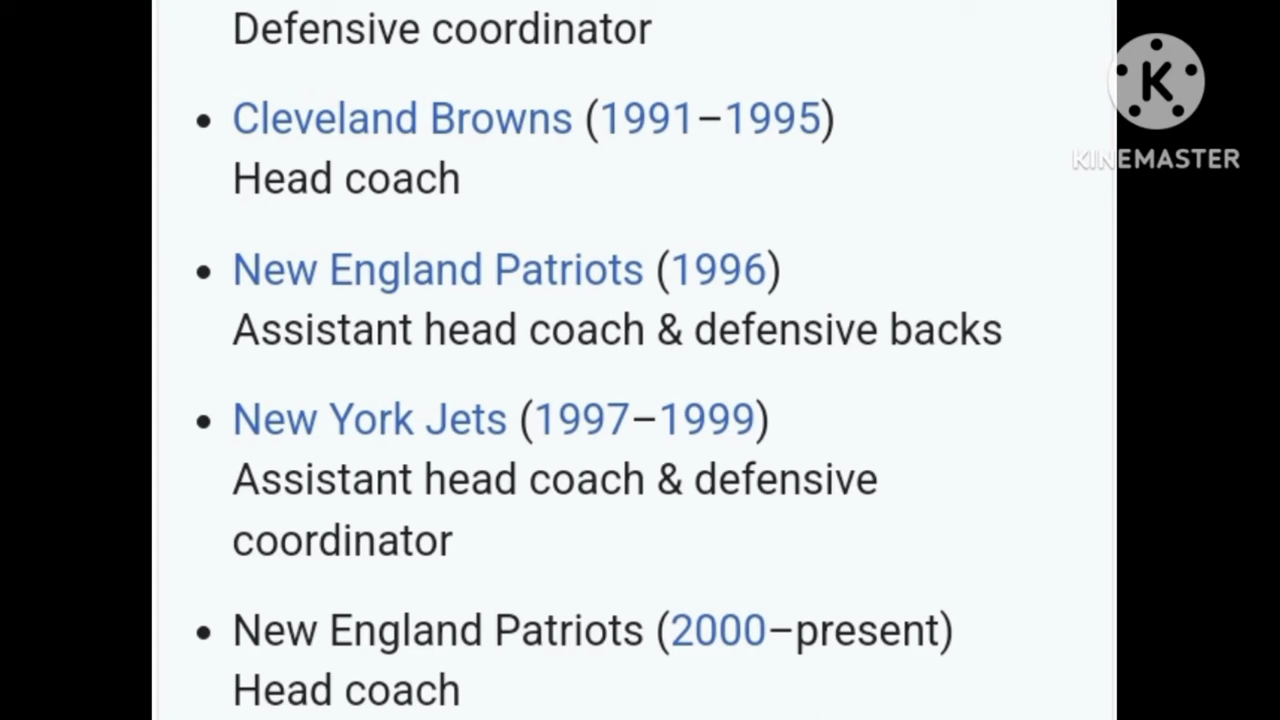 Defensive coordinator
• Cleveland Browns (1991–1995)
Head coach
• New England Patriots (1996)
Assistant head coach & defensive backs
• New York Jets (1997–1999)
Assistant head coach & defensive
coordinator
• New England Patriots (2000–present)
Head coach
K
KINEMASTER